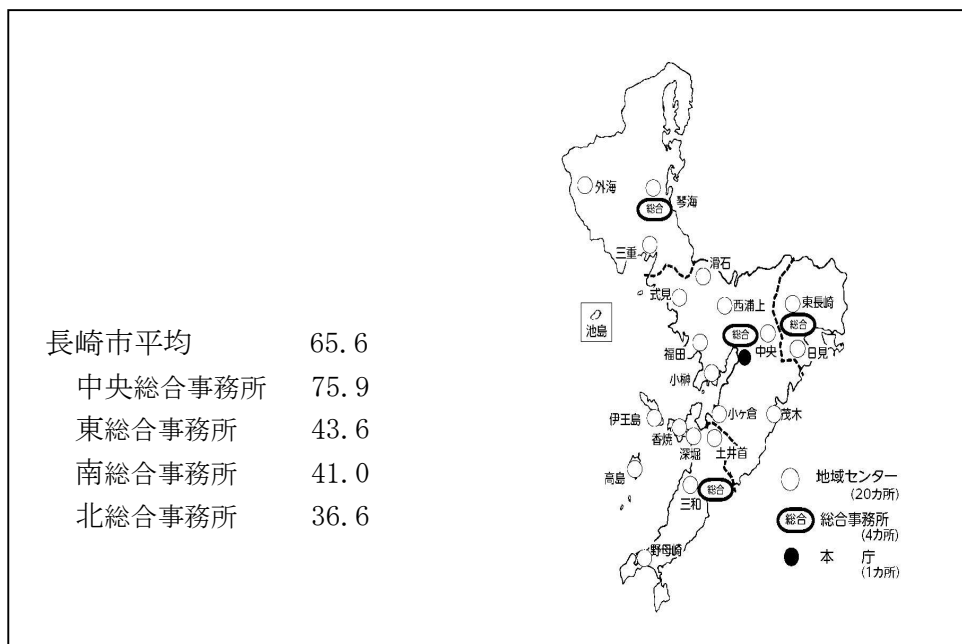 長崎市平均 65.6
中央総合事務所 75.9
東総合事務所 43.6
南総合事務所 41.0
北総合事務所 36.6
外海
琴海
総合
三重
滑石
式見
西浦上
東長崎
池島
総合
総合
福田
中央
日見
小榊
伊王島
小ヶ倉
茂木
香焼
深堀
土井首
高島
三和
総合
野母崎
地域センター
(20カ所)
総合 総合事務所
(4カ所)
本 庁
(1カ所)